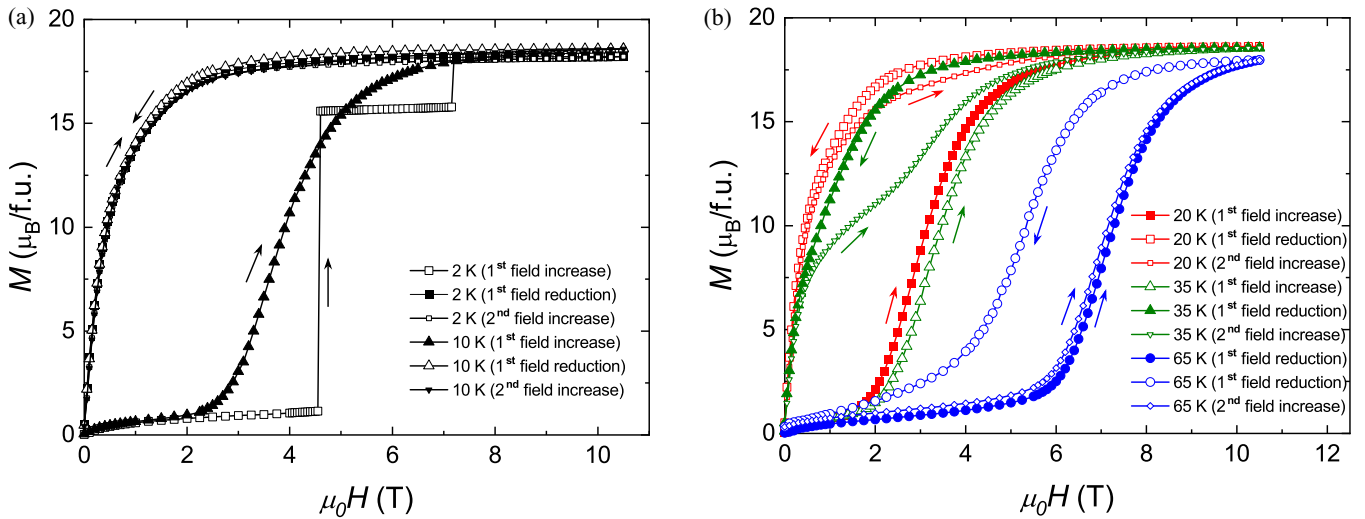 (a)
20
15
10
5
0
M (μB/f.u.)
2 K (1st field increase)
2 K (1st field reduction)
2 K (2nd field increase)
10 K (1st field increase)
10 K (1st field reduction)
10 K (2nd field increase)
0 2 4 6 8 10
μ0H (T)
(b)
20
15
10
5
0
M (μB/f.u.)
20 K (1st field increase)
20 K (1st field reduction)
20 K (2nd field increase)
35 K (1st field increase)
35 K (1st field reduction)
35 K (2nd field increase)
65 K (1st field reduction)
65 K (1st field reduction)
65 K (2nd field increase)
0 2 4 6 8 10 12
μ0H (T)